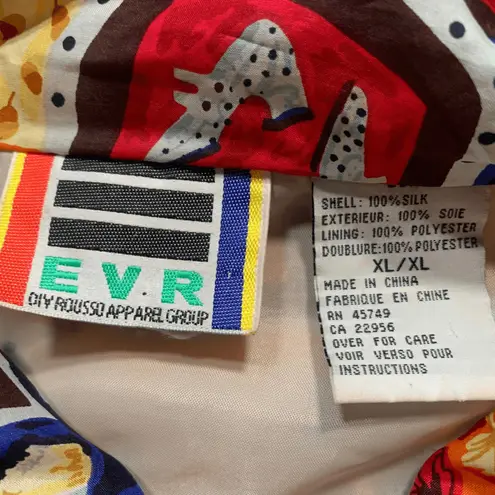 EVR
DIV ROUSSO APPAREL GROUP
SHELL: 100% SILK
EXTERIEUR: 100% SOIE
LINING: 100% POLYESTER
DOUBLURE:100% POLYESTER
XL/XL
MADE IN CHINA
FABRIQUE EN CHINE
RN 45749
CA 22956
OVER FOR CARE
VOIR VERSO POUR
INSTRUCTIONS